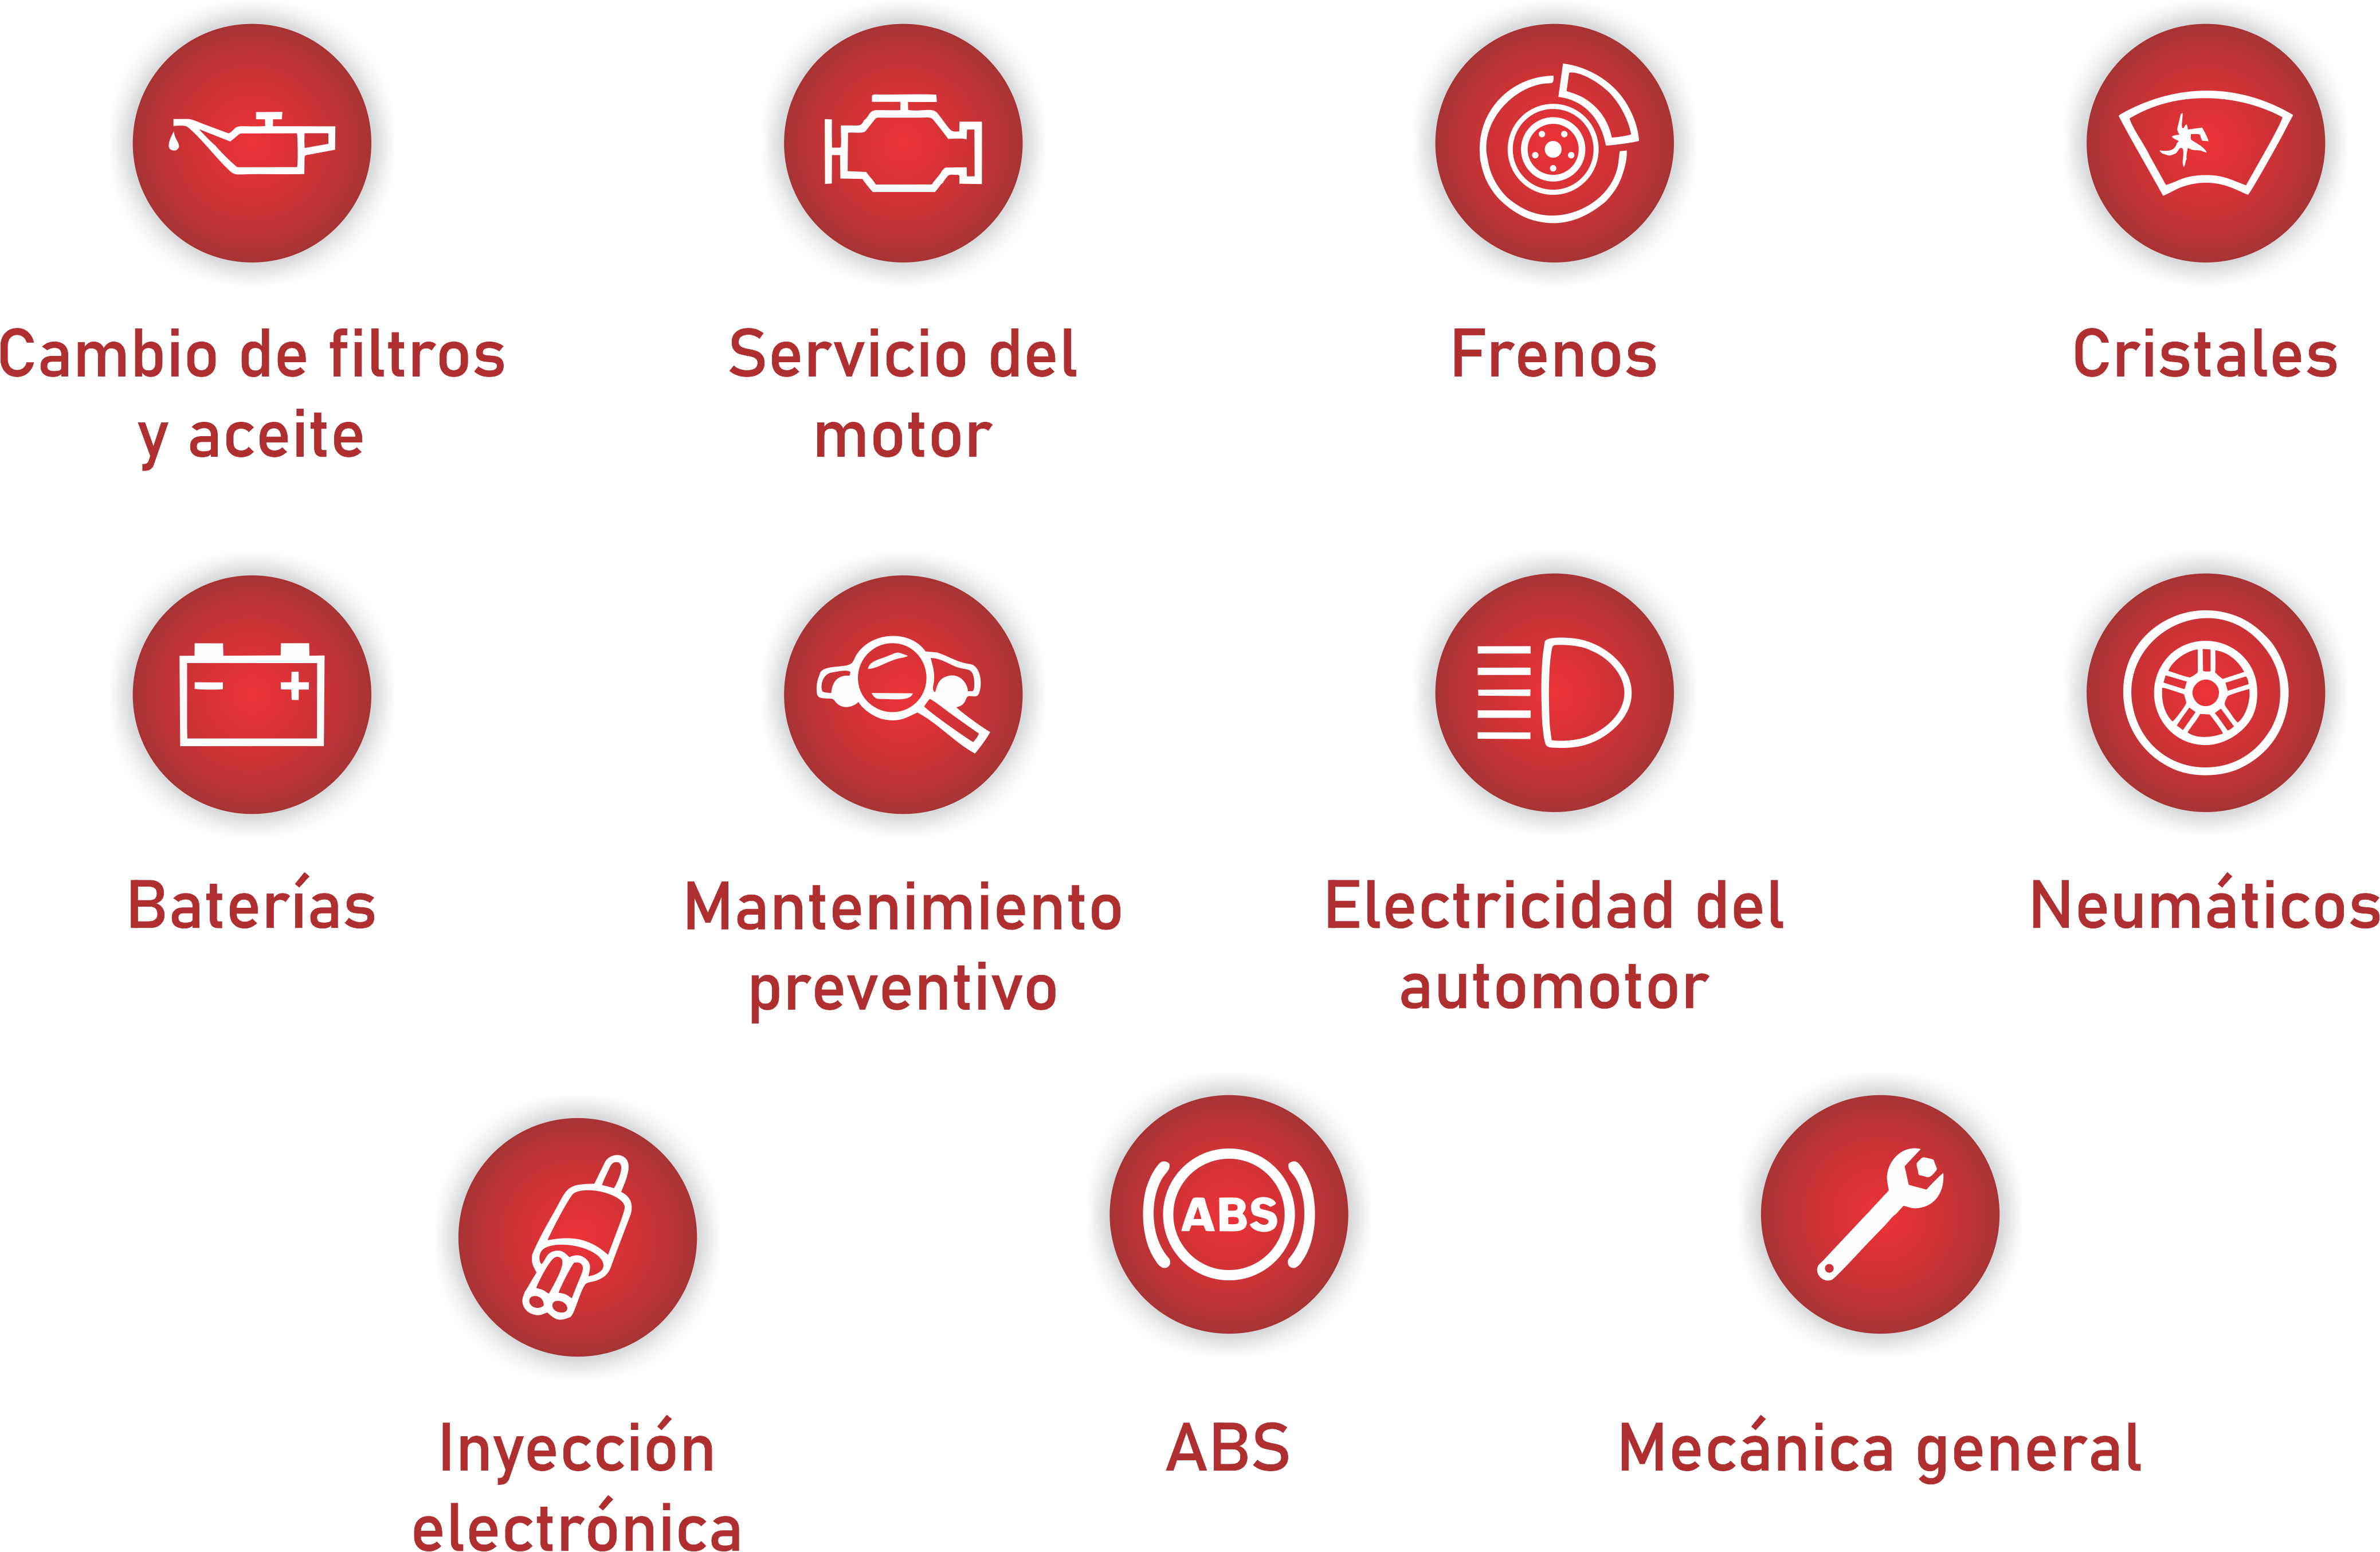 Cambio de filtros
y aceite
Servicio del
motor
Frenos
Cristales
Baterías
Mantenimiento
preventivo
Electricidad del
automotor
Neumáticos
ABS
Inyección
electrónica
ABS
Mecánica general